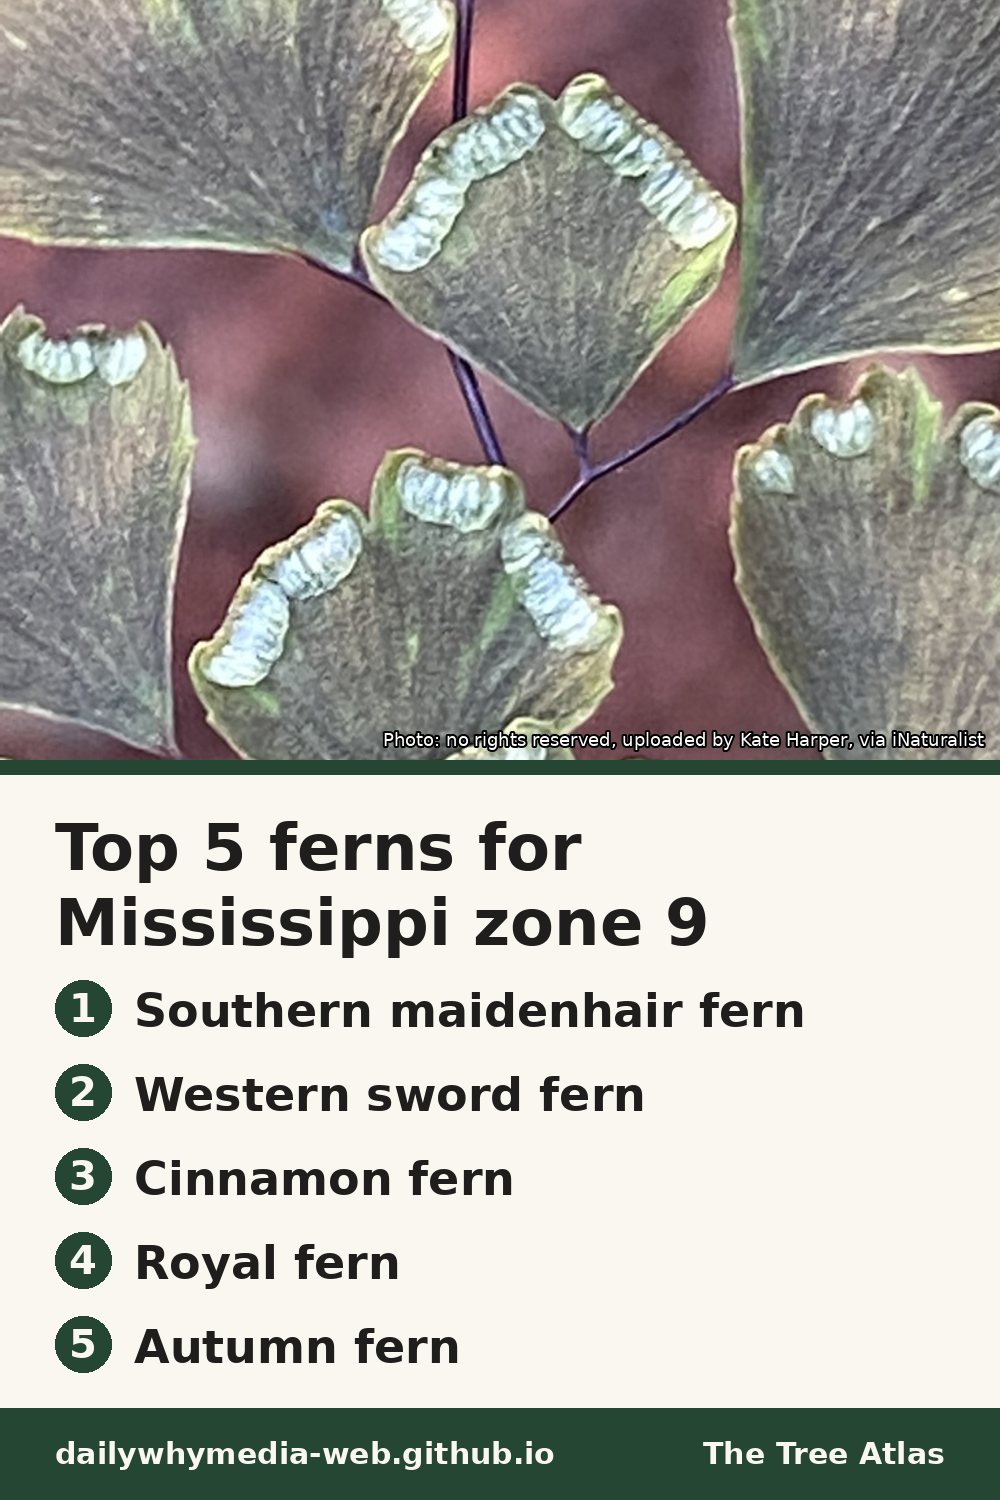 Photo: no rights reserved, uploaded by Kate Harper, via iNaturalist
Top 5 ferns for
Mississippi zone 9
1 Southern maidenhair fern
2 Western sword fern
3 Cinnamon fern
4 Royal fern
5 Autumn fern
dailywhymedia-web.github.io The Tree Atlas